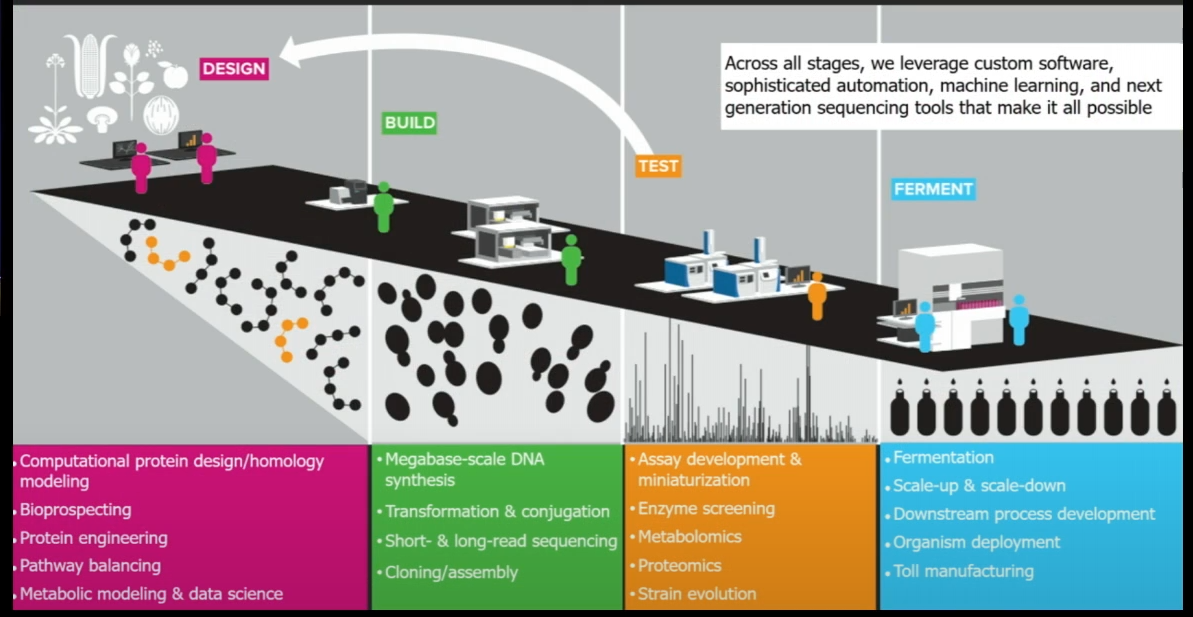 DESIGN
BUILD
TEST
FERMENT
Across all stages, we leverage custom software,
sophisticated automation, machine learning, and next
generation sequencing tools that make it all possible
• Computational protein design/homology
modeling
• Bioprospecting
• Protein engineering
• Pathway balancing
• Metabolic modeling & data science
• Megabase-scale DNA
synthesis
• Transformation & conjugation
• Short- & long-read sequencing
• Cloning/assembly
• Assay development &
miniaturization
• Enzyme screening
• Metabolomics
• Proteomics
• Strain evolution
• Fermentation
• Scale-up & scale-down
• Downstream process development
• Organism deployment
• Toll manufacturing